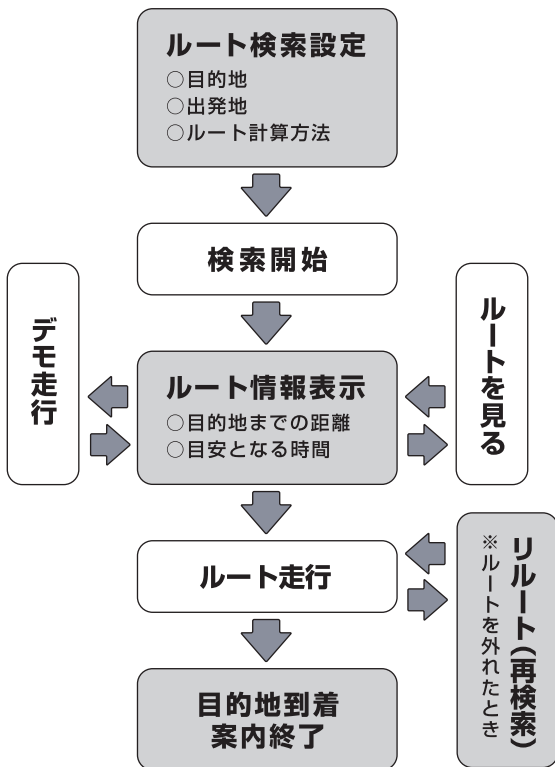 ルート検索設定
○目的地
○出発地
○ルート計算方法
検索開始
デモ走行
ルート情報表示
○目的地までの距離
○目安となる時間
ルートを見る
ルート走行
リルート(再検索)
※ルートを外れたとき
目的地到着
案内終了